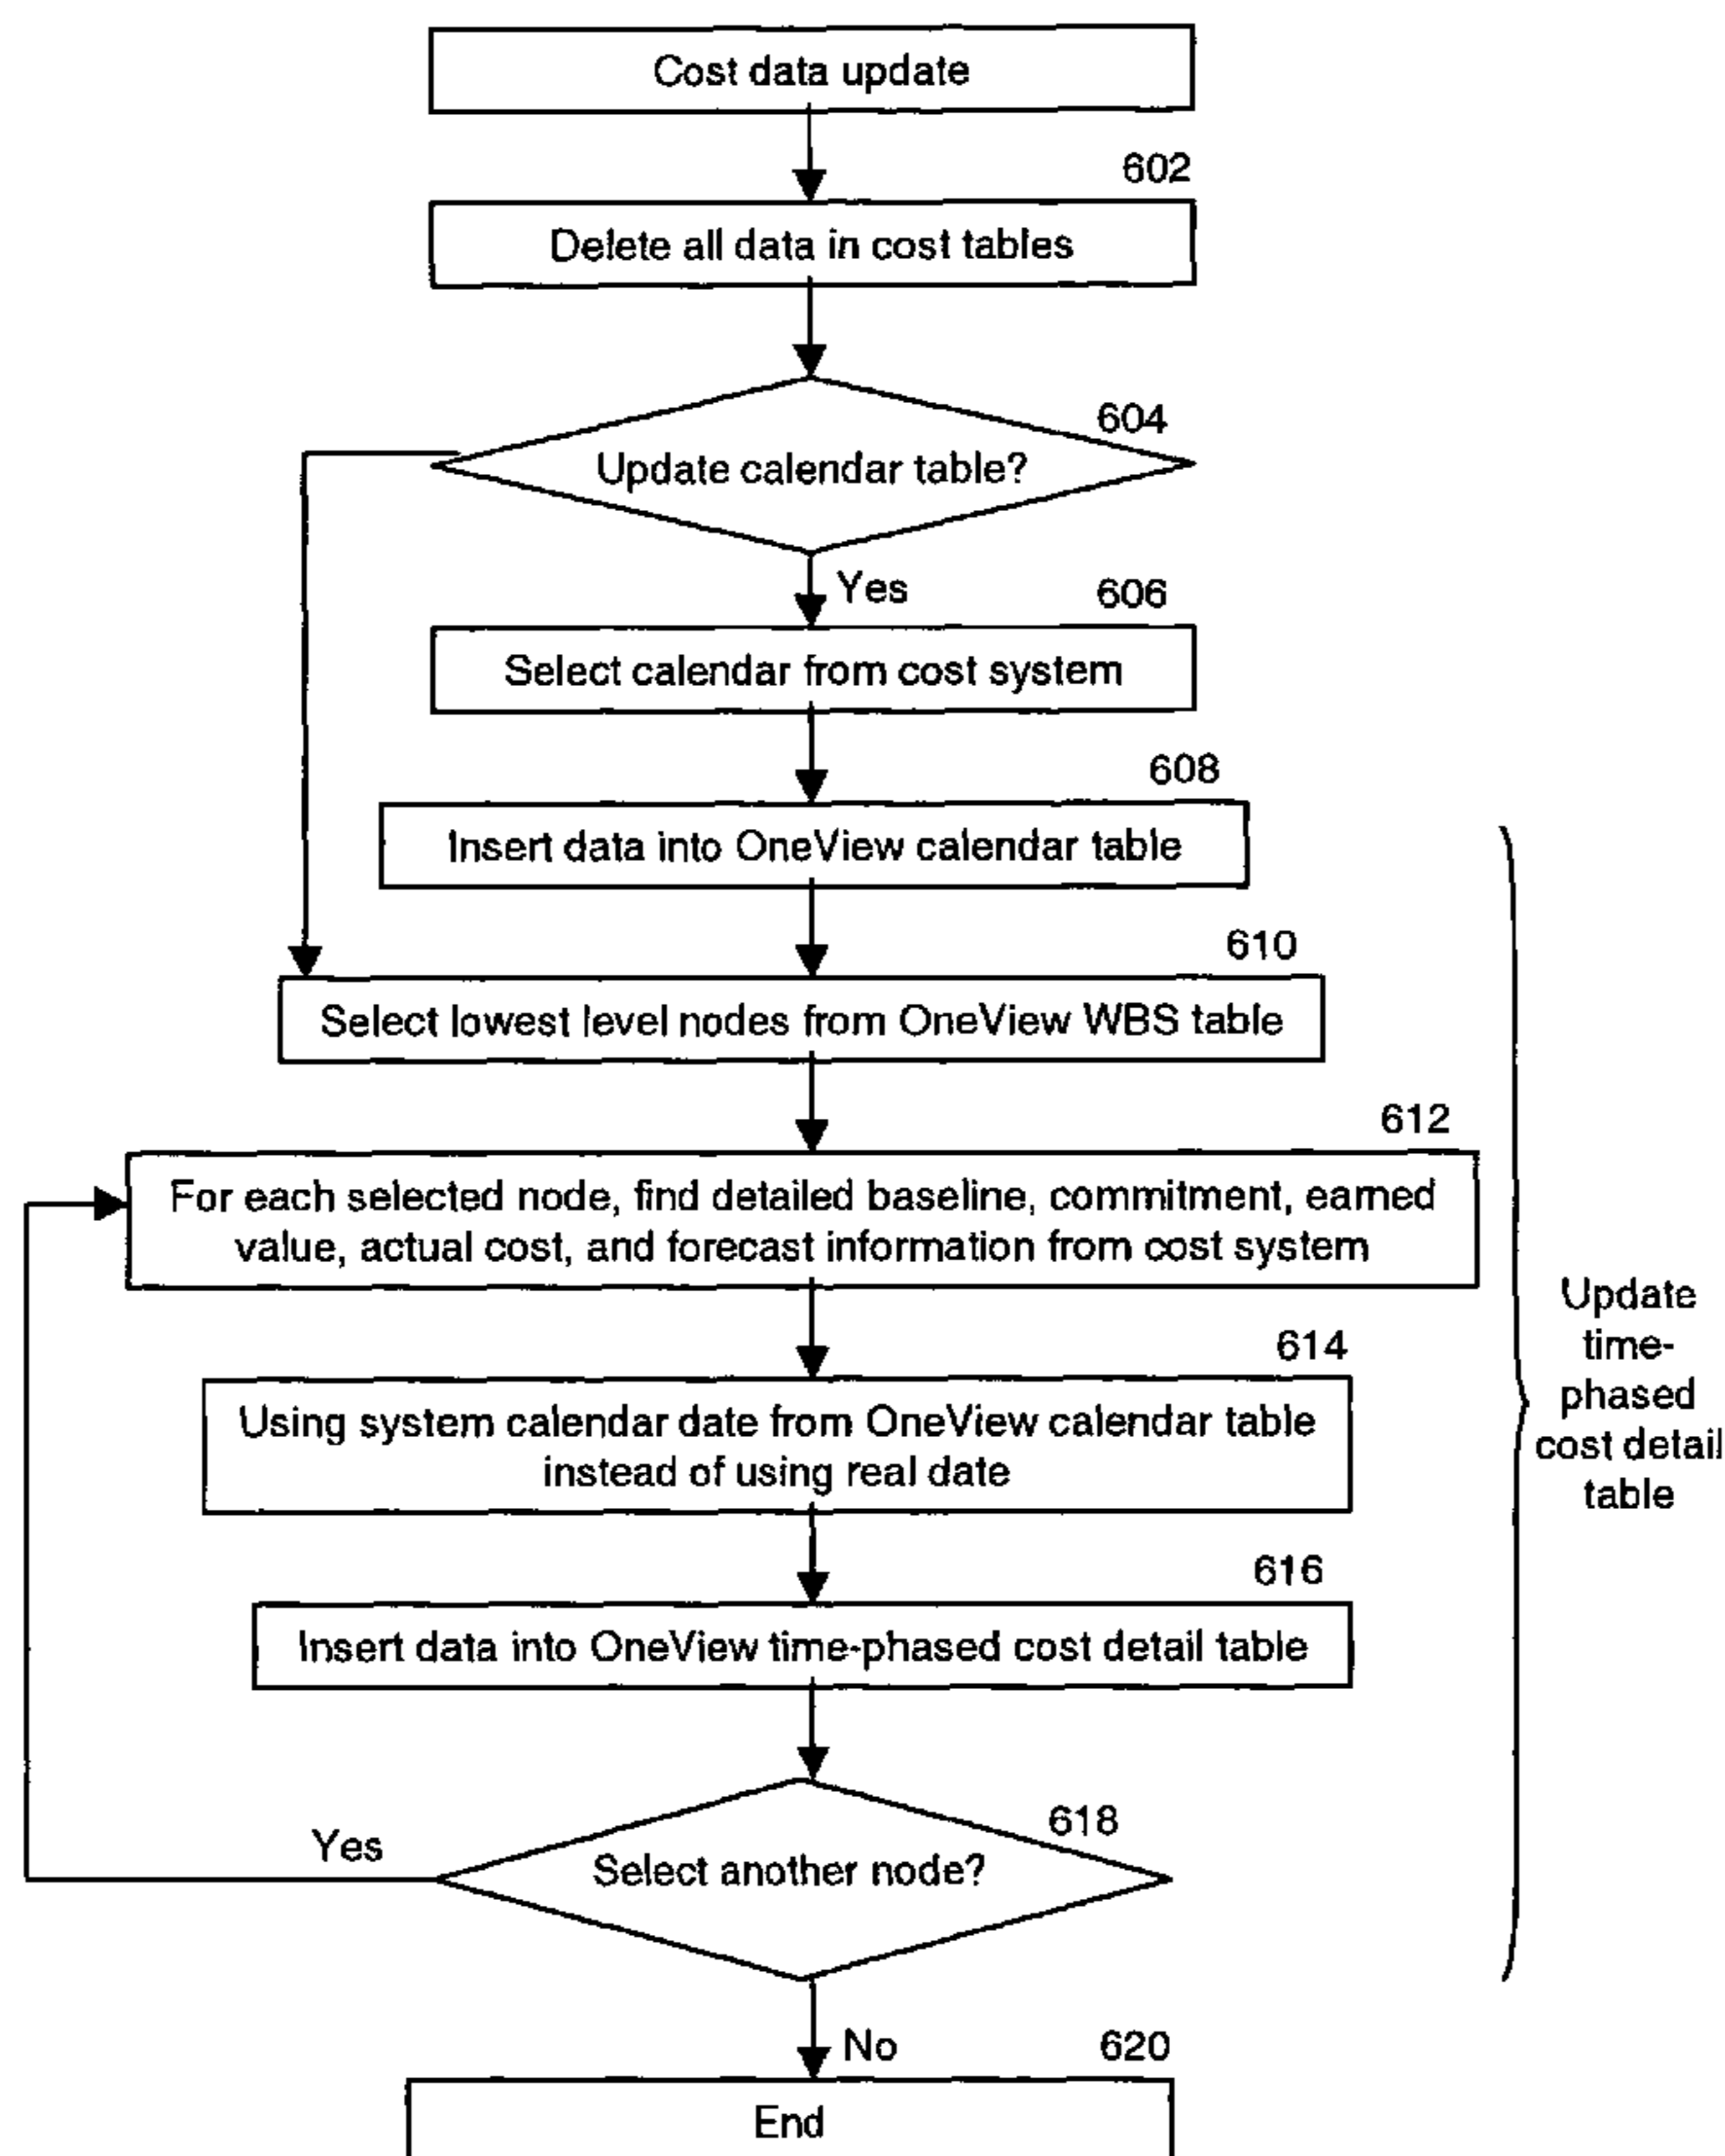 Cost data update
602
Delete all data in cost tables
604
Update calendar table?
Yes
606
Select calendar from cost system
608
Insert data into OneView calendar table
610
Select lowest level nodes from OneView WBS table
612
For each selected node, find detailed baseline, commitment, earned
value, actual cost, and forecast information from cost system
614
Using system calendar date from OneView calendar table
instead of using real date
616
Insert data into OneView time-phased cost detail table
618
Select another node?
Yes
No
620
End
Update
time-
phased
cost detail
table